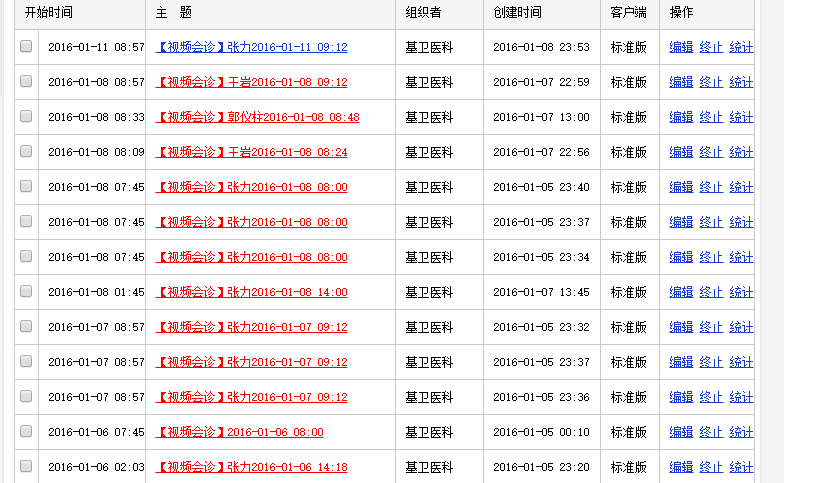 开始时间 主 题 组织者 创建时间 客户端 操作
2016-01-11 08:57 【视频会诊】张力2016-01-11 09:12 基卫医科 2016-01-08 23:53 标准版 编辑 终止 统计
2016-01-08 08:57 【视频会诊】王岩2016-01-08 09:12 基卫医科 2016-01-07 22:59 标准版 编辑 终止 统计
2016-01-08 08:33 【视频会诊】郭仪柱2016-01-08 08:48 基卫医科 2016-01-07 13:00 标准版 编辑 终止 统计
2016-01-08 08:09 【视频会诊】王岩2016-01-08 08:24 基卫医科 2016-01-07 22:56 标准版 编辑 终止 统计
2016-01-08 07:45 【视频会诊】张力2016-01-08 08:00 基卫医科 2016-01-05 23:40 标准版 编辑 终止 统计
2016-01-08 07:45 【视频会诊】张力2016-01-08 08:00 基卫医科 2016-01-05 23:37 标准版 编辑 终止 统计
2016-01-08 07:45 【视频会诊】张力2016-01-08 08:00 基卫医科 2016-01-05 23:34 标准版 编辑 终止 统计
2016-01-08 01:45 【视频会诊】张力2016-01-08 14:00 基卫医科 2016-01-07 13:45 标准版 编辑 终止 统计
2016-01-07 08:57 【视频会诊】张力2016-01-07 09:12 基卫医科 2016-01-05 23:32 标准版 编辑 终止 统计
2016-01-07 08:57 【视频会诊】张力2016-01-07 09:12 基卫医科 2016-01-05 23:37 标准版 编辑 终止 统计
2016-01-07 08:57 【视频会诊】张力2016-01-07 09:12 基卫医科 2016-01-05 23:36 标准版 编辑 终止 统计
2016-01-06 07:45 【视频会诊】2016-01-06 08:00 基卫医科 2016-01-05 00:10 标准版 编辑 终止 统计
2016-01-06 02:03 【视频会诊】张力2016-01-06 14:18 基卫医科 2016-01-05 23:20 标准版 编辑 终止 统计